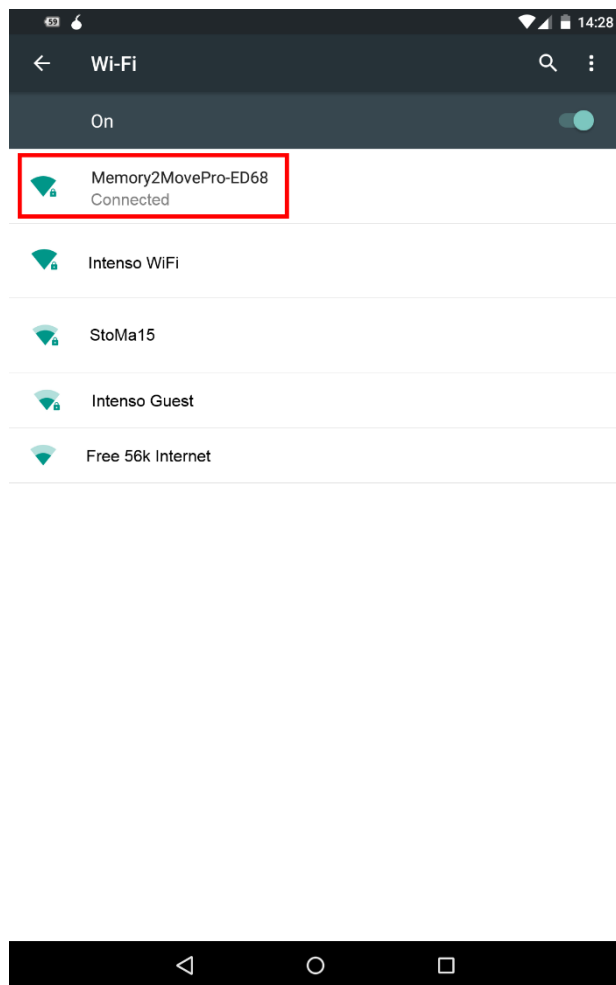 59 14:28
Wi-Fi
On
Memory2MovePro-ED68
Connected
Intenso WiFi
StoMa15
Intenso Guest
Free 56k Internet